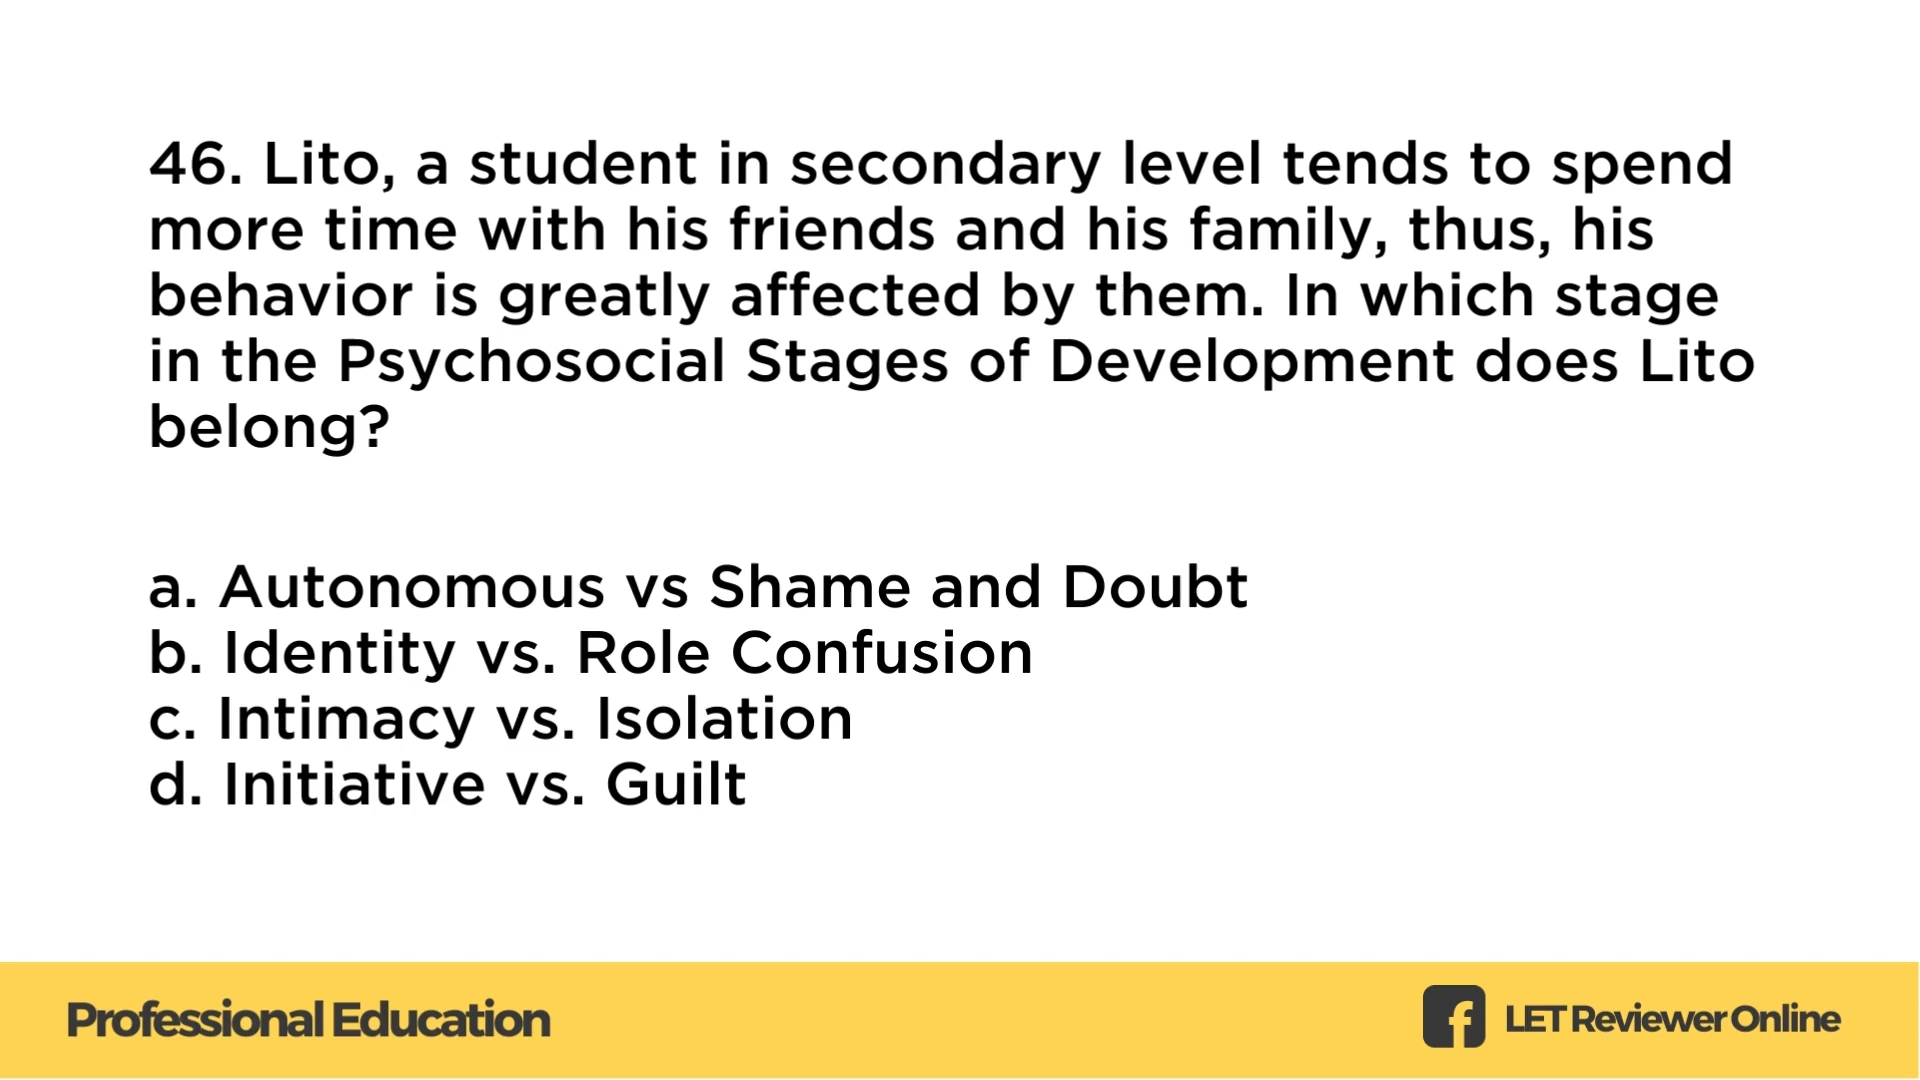 46. Lito, a student in secondary level tends to spend
more time with his friends and his family, thus, his
behavior is greatly affected by them. In which stage
in the Psychosocial Stages of Development does Lito
belong?
a. Autonomous vs Shame and Doubt
b. Identity vs. Role Confusion
c. Intimacy vs. Isolation
d. Initiative vs. Guilt
Professional Education
LET Reviewer Online